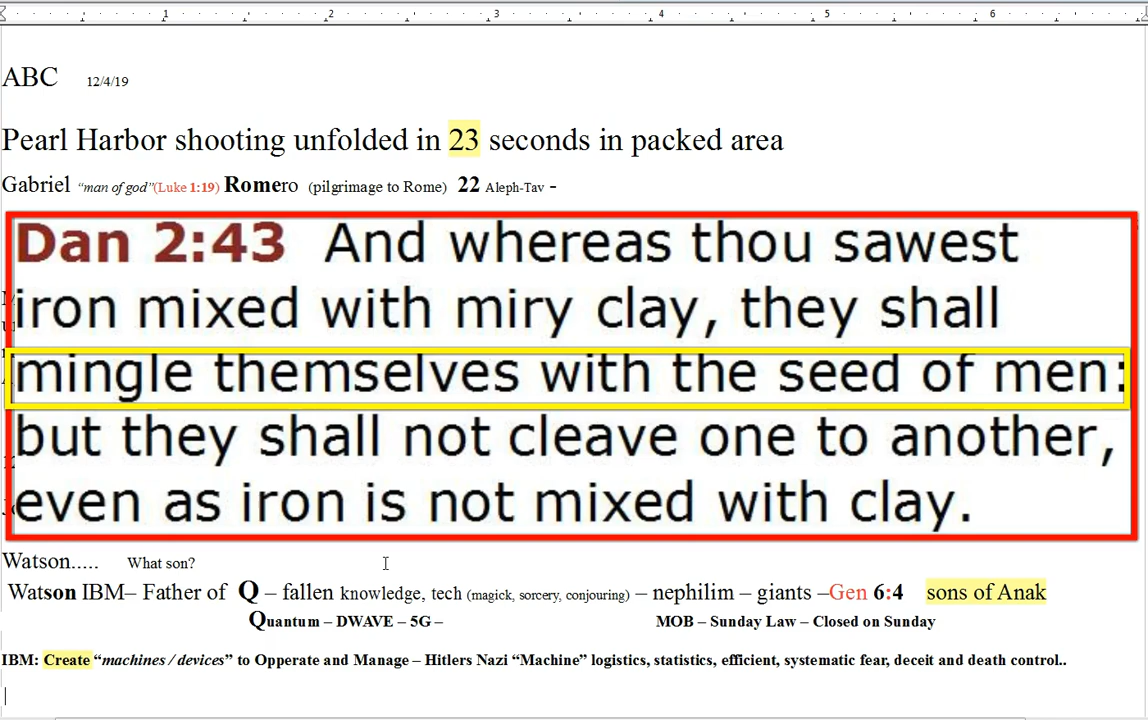 1 2 3 4 5 6
ABC 12/4/19
Pearl Harbor shooting unfolded in 23 seconds in packed area
Gabriel “man of god”(Luke 1:19) Romero (pilgrimage to Rome) 22 Aleph-Tav -
Dan 2:43 And whereas thou sawest
iron mixed with miry clay, they shall
mingle themselves with the seed of men:
but they shall not cleave one to another,
even as iron is not mixed with clay.
Watson..... What son?
Watson IBM– Father of Q – fallen knowledge, tech (magick, sorcery, conjouring) – nephilim – giants –Gen 6:4 sons of Anak
Quantum – DWAVE – 5G – MOB – Sunday Law – Closed on Sunday
IBM: Create “machines / devices” to Opperate and Manage – Hitlers Nazi “Machine” logistics, statistics, efficient, systematic fear, deceit and death control..